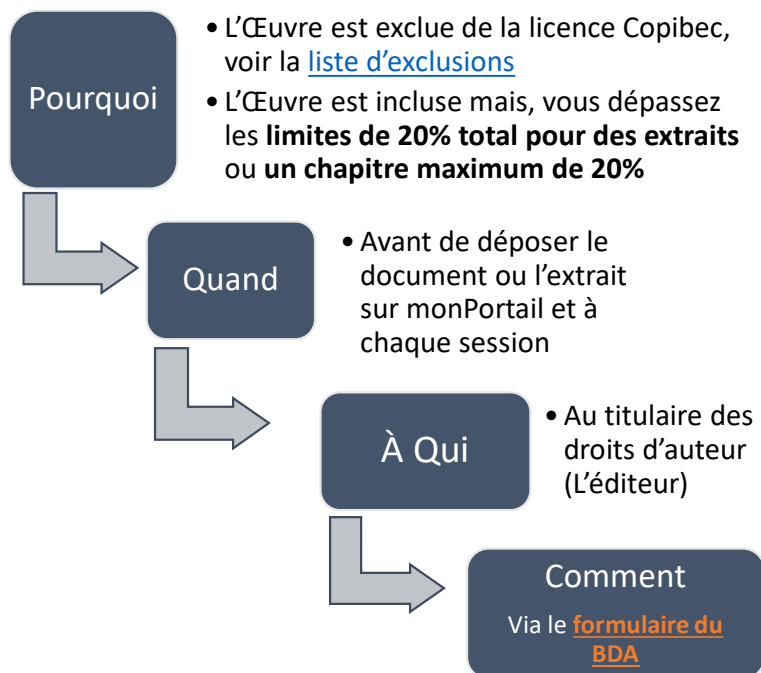 Pourquoi
• L’Œuvre est exclue de la licence Copibec,
voir la liste d’exclusions
• L’Œuvre est incluse mais, vous dépassez
les limites de 20% total pour des extraits
ou un chapitre maximum de 20%
Quand
• Avant de déposer le
document ou l’extrait
sur monPortail et à
chaque session
À Qui
• Au titulaire des
droits d’auteur
(L’éditeur)
Comment
Via le formulaire du
BDA